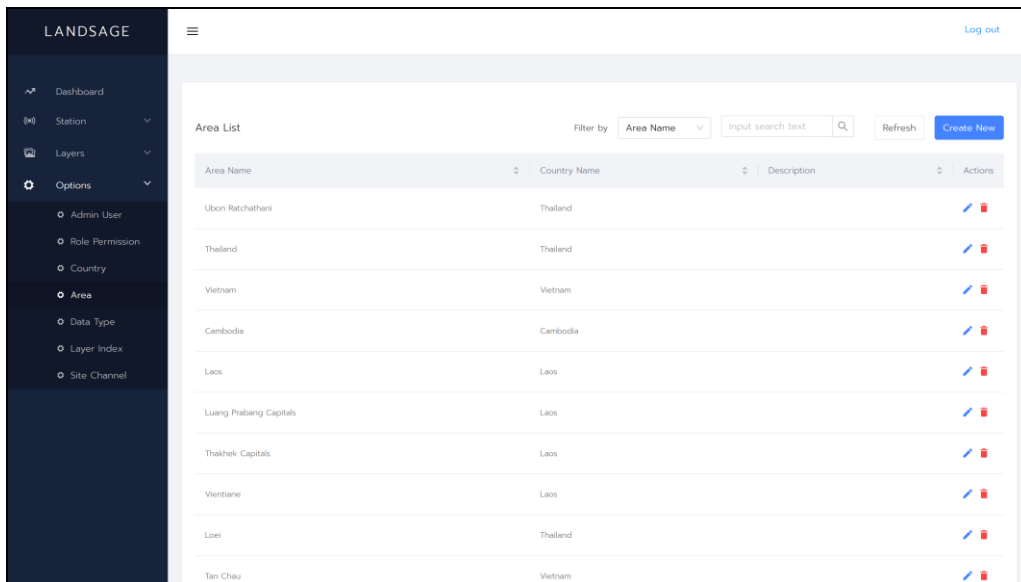 LANDSAGE
Log out
Dashboard
Station
Layers
Options
Admin User
Role Permission
Country
Area
Data Type
Layer Index
Site Channel
Area List
Filter by
Area Name
input search text
Refresh
Create New
Area Name Country Name Description Actions
Ubon Ratchathani Thailand
Thailand Thailand
Vietnam Vietnam
Cambodia Cambodia
Laos Laos
Luang Prabang Capitals Laos
Thakhek Capitals Laos
Vientiane Laos
Loei Thailand
Tan Chau Vietnam